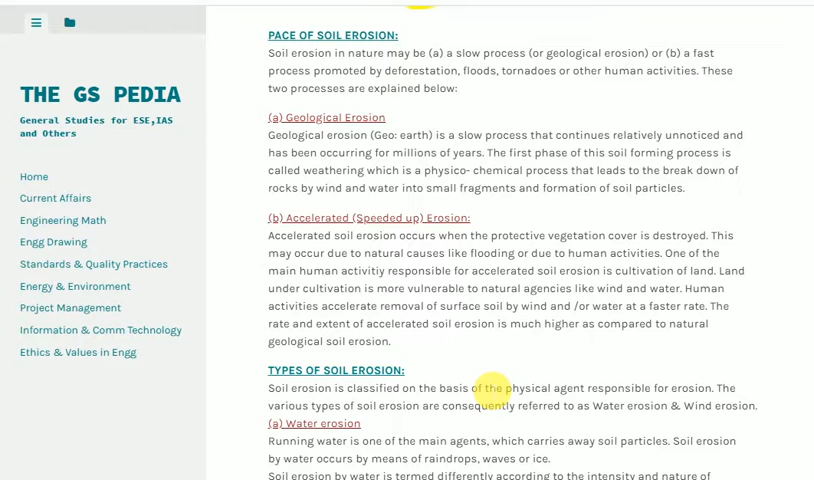 THE GS PEDIA
General Studies for ESE,IAS
and Others
Home
Current Affairs
Engineering Math
Engg Drawing
Standards & Quality Practices
Energy & Environment
Project Management
Information & Comm Technology
Ethics & Values in Engg
PACE OF SOIL EROSION:
Soil erosion in nature may be (a) a slow process (or geological erosion) or (b) a fast
process promoted by deforestation, floods, tornadoes or other human activities. These
two processes are explained below:
(a) Geological Erosion
Geological erosion (Geo: earth) is a slow process that continues relatively unnoticed and
has been occurring for millions of years. The first phase of this soil forming process is
called weathering which is a physico- chemical process that leads to the break down of
rocks by wind and water into small fragments and formation of soil particles.
(b) Accelerated (Speeded up) Erosion:
Accelerated soil erosion occurs when the protective vegetation cover is destroyed. This
may occur due to natural causes like flooding or due to human activities. One of the
main human activitiy responsible for accelerated soil erosion is cultivation of land. Land
under cultivation is more vulnerable to natural agencies like wind and water. Human
activities accelerate removal of surface soil by wind and /or water at a faster rate. The
rate and extent of accelerated soil erosion is much higher as compared to natural
geological soil erosion.
TYPES OF SOIL EROSION:
Soil erosion is classified on the basis of the physical agent responsible for erosion. The
various types of soil erosion are consequently referred to as Water erosion & Wind erosion.
(a) Water erosion
Running water is one of the main agents, which carries away soil particles. Soil erosion
by water occurs by means of raindrops, waves or ice.
Soil erosion by water is termed differently according to the intensity and nature of